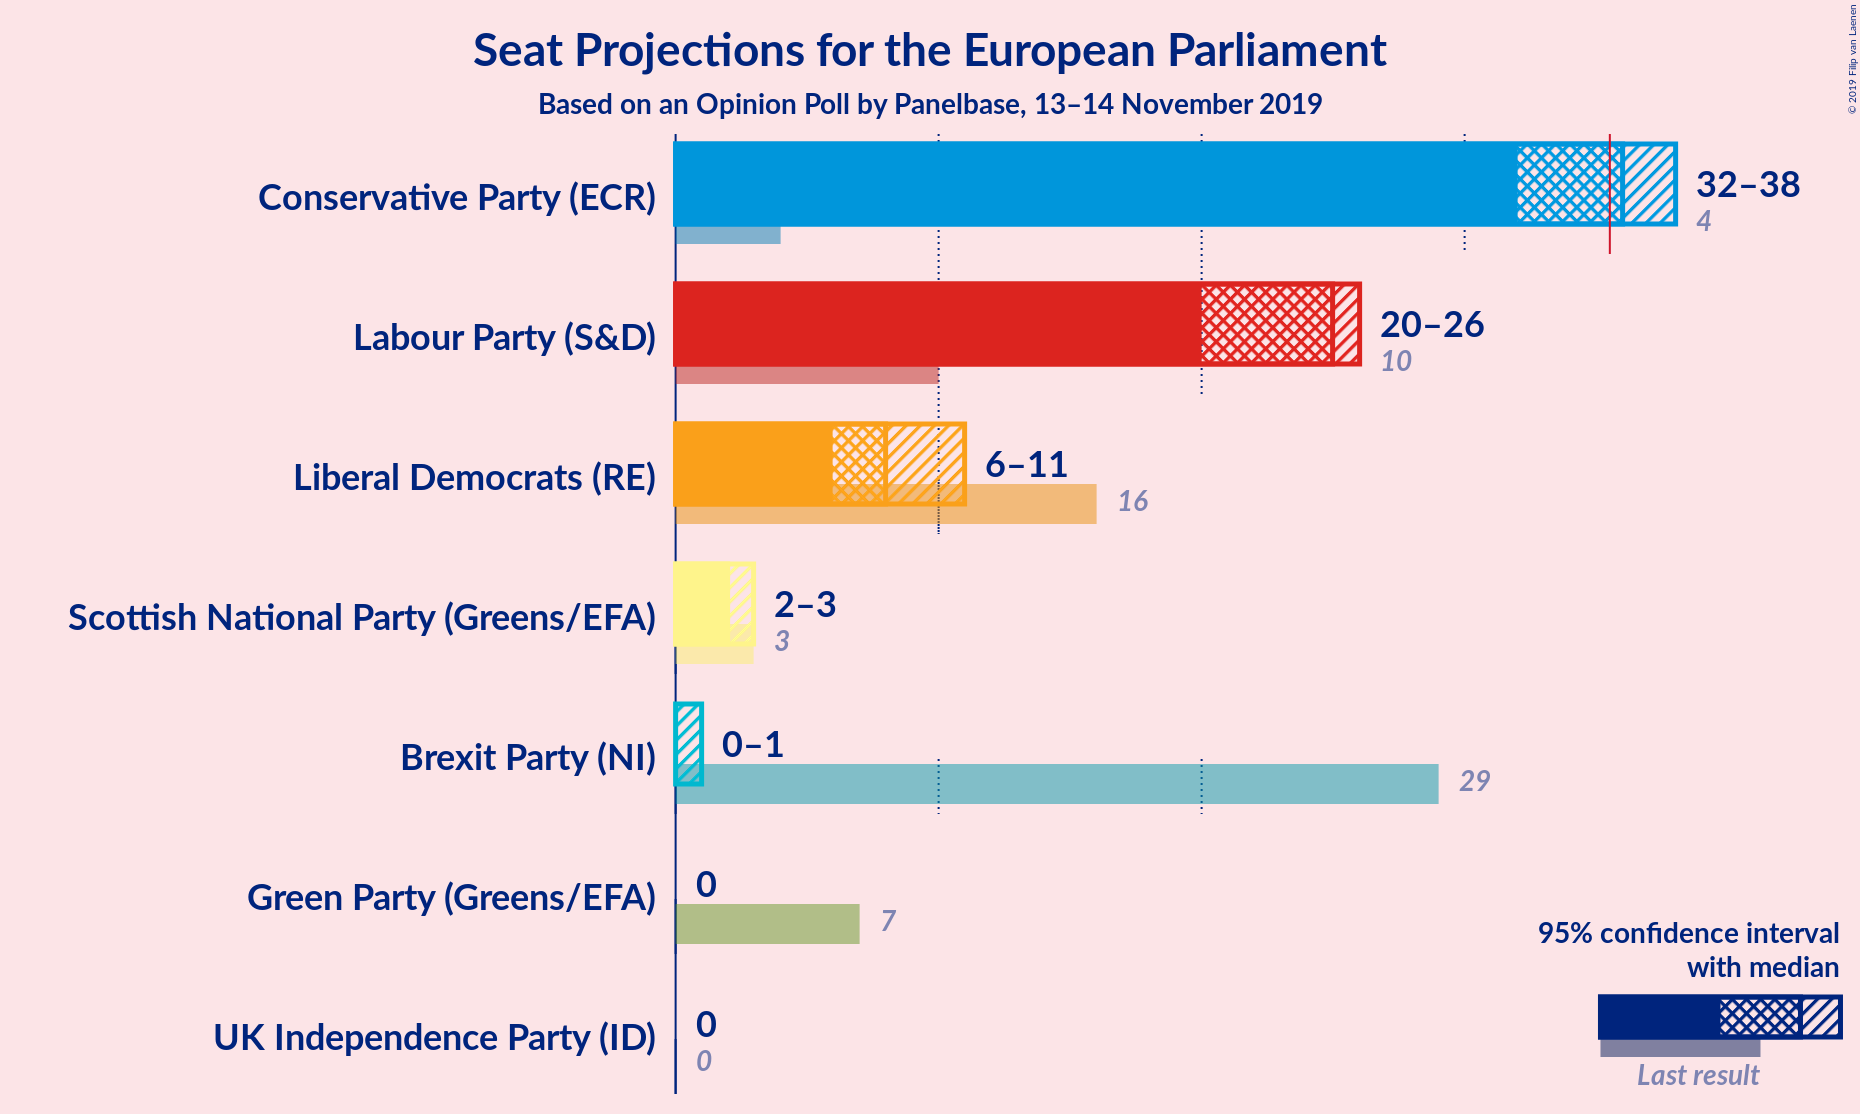 Seat Projections for the European Parliament
Based on an Opinion Poll by Panelbase, 13–14 November 2019
© 2019 Filip van Laenen
Conservative Party (ECR)
32–38
4
Labour Party (S&D)
20–26
10
Liberal Democrats (RE)
6–11
16
Scottish National Party (Greens/EFA)
2–3
3
Brexit Party (NI)
0–1
29
Green Party (Greens/EFA)
0
7
UK Independence Party (ID)
0
0
95% confidence interval
with median
Last result